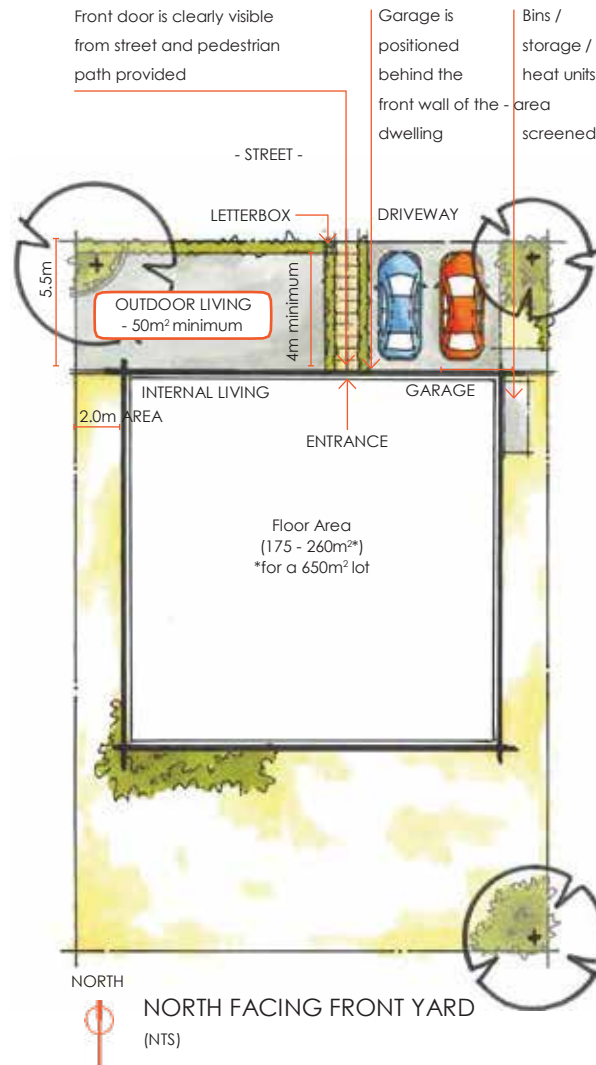 Front door is clearly visible
from street and pedestrian
path provided
Garage is
positioned
behind the
front wall of the
dwelling
Bins /
storage /
heat units
- area
screened
- STREET -
LETTERBOX
DRIVEWAY
5.5m
OUTDOOR LIVING
- 50m² minimum
4m minimum
INTERNAL LIVING
AREA
GARAGE
2.0m
ENTRANCE
Floor Area
(175 - 260m²*)
*for a 650m² lot
NORTH
NORTH FACING FRONT YARD
(NTS)